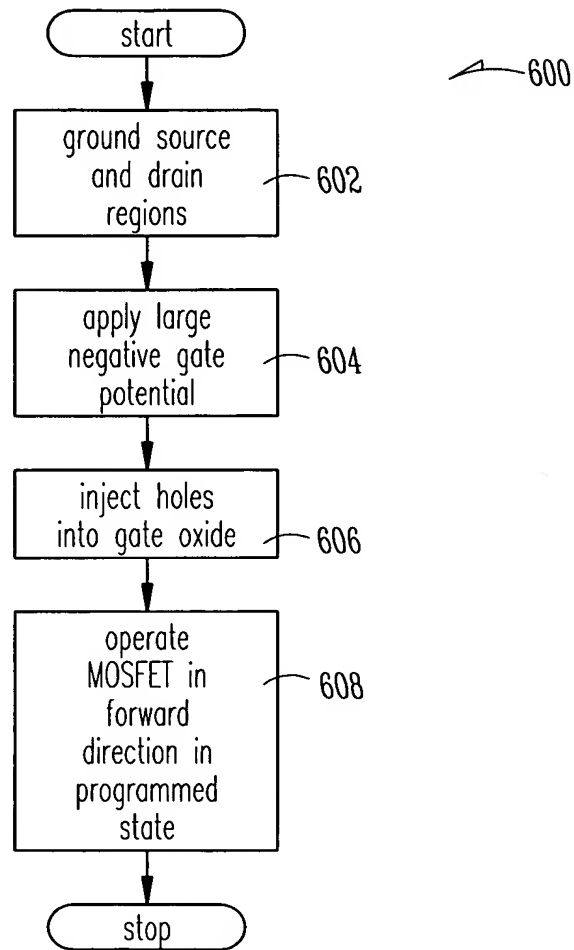 start
600
ground source
and drain
regions
602
apply large
negative gate
potential
604
inject holes
into gate oxide
606
operate
MOSFET in
forward
direction in
programmed
state
608
stop